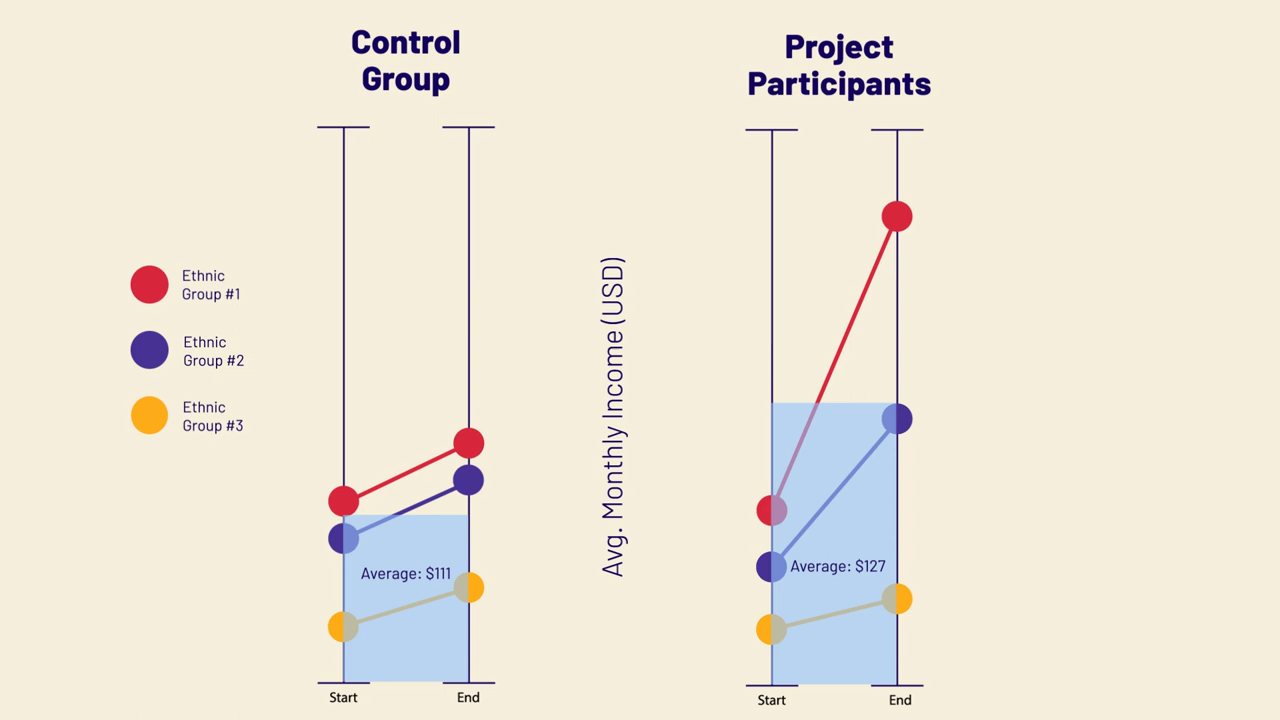 Control
Group
Project
Participants
Ethnic
Group #1
Ethnic
Group #2
Ethnic
Group #3
Avg. Monthly Income (USD)
Average: $111
Average: $127
Start
End
Start
End